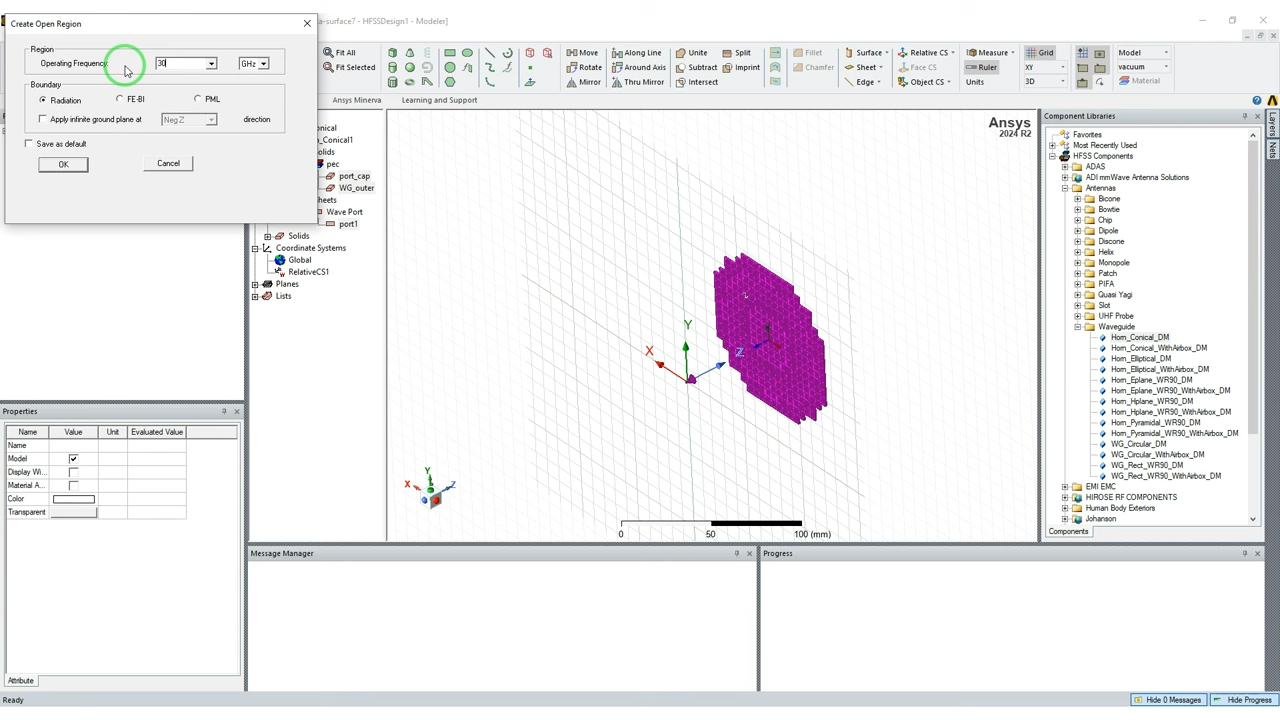 Create Open Region
a-surface7 - HFSSDesign1 - Modeler]
Region
Operating Frequency:
30
GHz
Boundary
Radiation
FE-BI
PML
Apply infinite ground plane at
Neg Z
direction
Save as default
OK
Cancel
Fit All
Fit Selected
Move
Rotate
Mirror
Along Line
Around Axis
Thru Mirror
Unite
Subtract
Intersect
Split
Imprint
Fillet
Chamfer
Surface
Sheet
Edge
Relative CS
Face CS
Object CS
Measure
Ruler
Units
Grid
XY
3D
Model
vacuum
Material
Ansys Minerva
Learning and Support
onical
_Conical1
olids
pec
port_cap
WG_outer
heets
Wave Port
port1
Solids
Coordinate Systems
Global
RelativeCS1
Planes
Lists
Ansys
2024 R2
Y
X
Z
Y
X
Z
0
50
100 (mm)
Component Libraries
Favorites
Most Recently Used
HFSS Components
ADAS
ADI mmWave Antenna Solutions
Antennas
Bicone
Bowtie
Chip
Dipole
Discone
Helix
Monopole
Patch
PIFA
Quasi Yagi
Slot
UHF Probe
Waveguide
Horn_Conical_DM
Horn_Conical_WithAirbox_DM
Horn_Elliptical_DM
Horn_Elliptical_WithAirbox_DM
Horn_Eplane_WR90_DM
Horn_Eplane_WR90_WithAirbox_DM
Horn_Hplane_WR90_DM
Horn_Hplane_WR90_WithAirbox_DM
Horn_Pyramidal_WR90_DM
Horn_Pyramidal_WR90_WithAirbox_DM
WG_Circular_DM
WG_Circular_WithAirbox_DM
WG_Rect_WR90_DM
WG_Rect_WR90_WithAirbox_DM
EMI EMC
HIROSE RF COMPONENTS
Human Body Exteriors
Johanson
Components
Layers
Nets
Properties
Name
Value
Unit
Evaluated Value
Name
Model
Display Wi...
Material A...
Color
Transparent
Attribute
Message Manager
Progress
Ready
Hide 0 Messages
Hide Progress